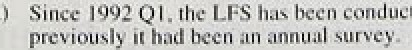 ) Since 1992 Q1, the LFS has been conduct
previously it had been an annual survey.